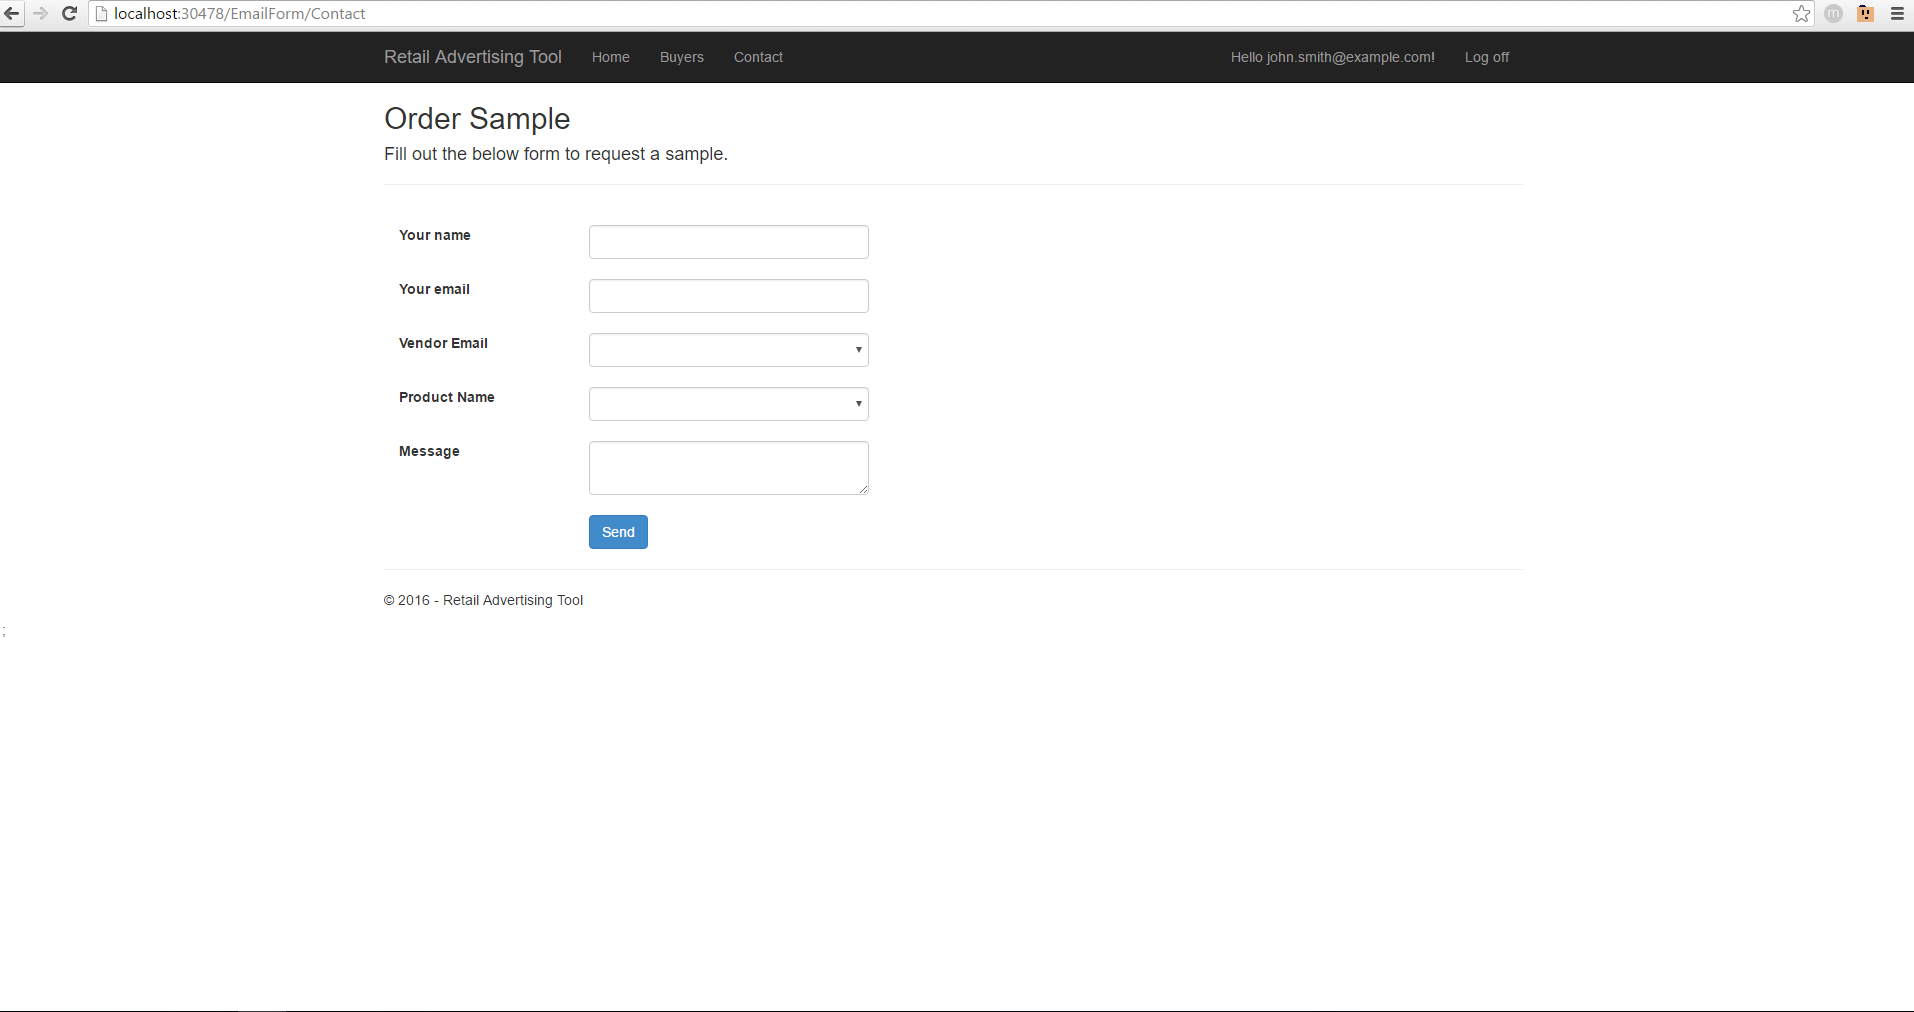 localhost:30478/EmailForm/Contact
m
Retail Advertising Tool Home Buyers Contact Hello john.smith@example.com! Log off
Order Sample
Fill out the below form to request a sample.
Your name
Your email
Vendor Email
Product Name
Message
Send
© 2016 - Retail Advertising Tool
;